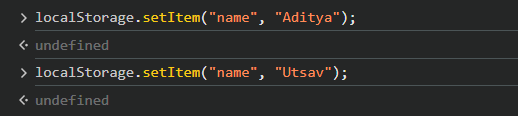 localStorage.setItem("name", "Aditya");
undefined
localStorage.setItem("name", "Utsav");
undefined